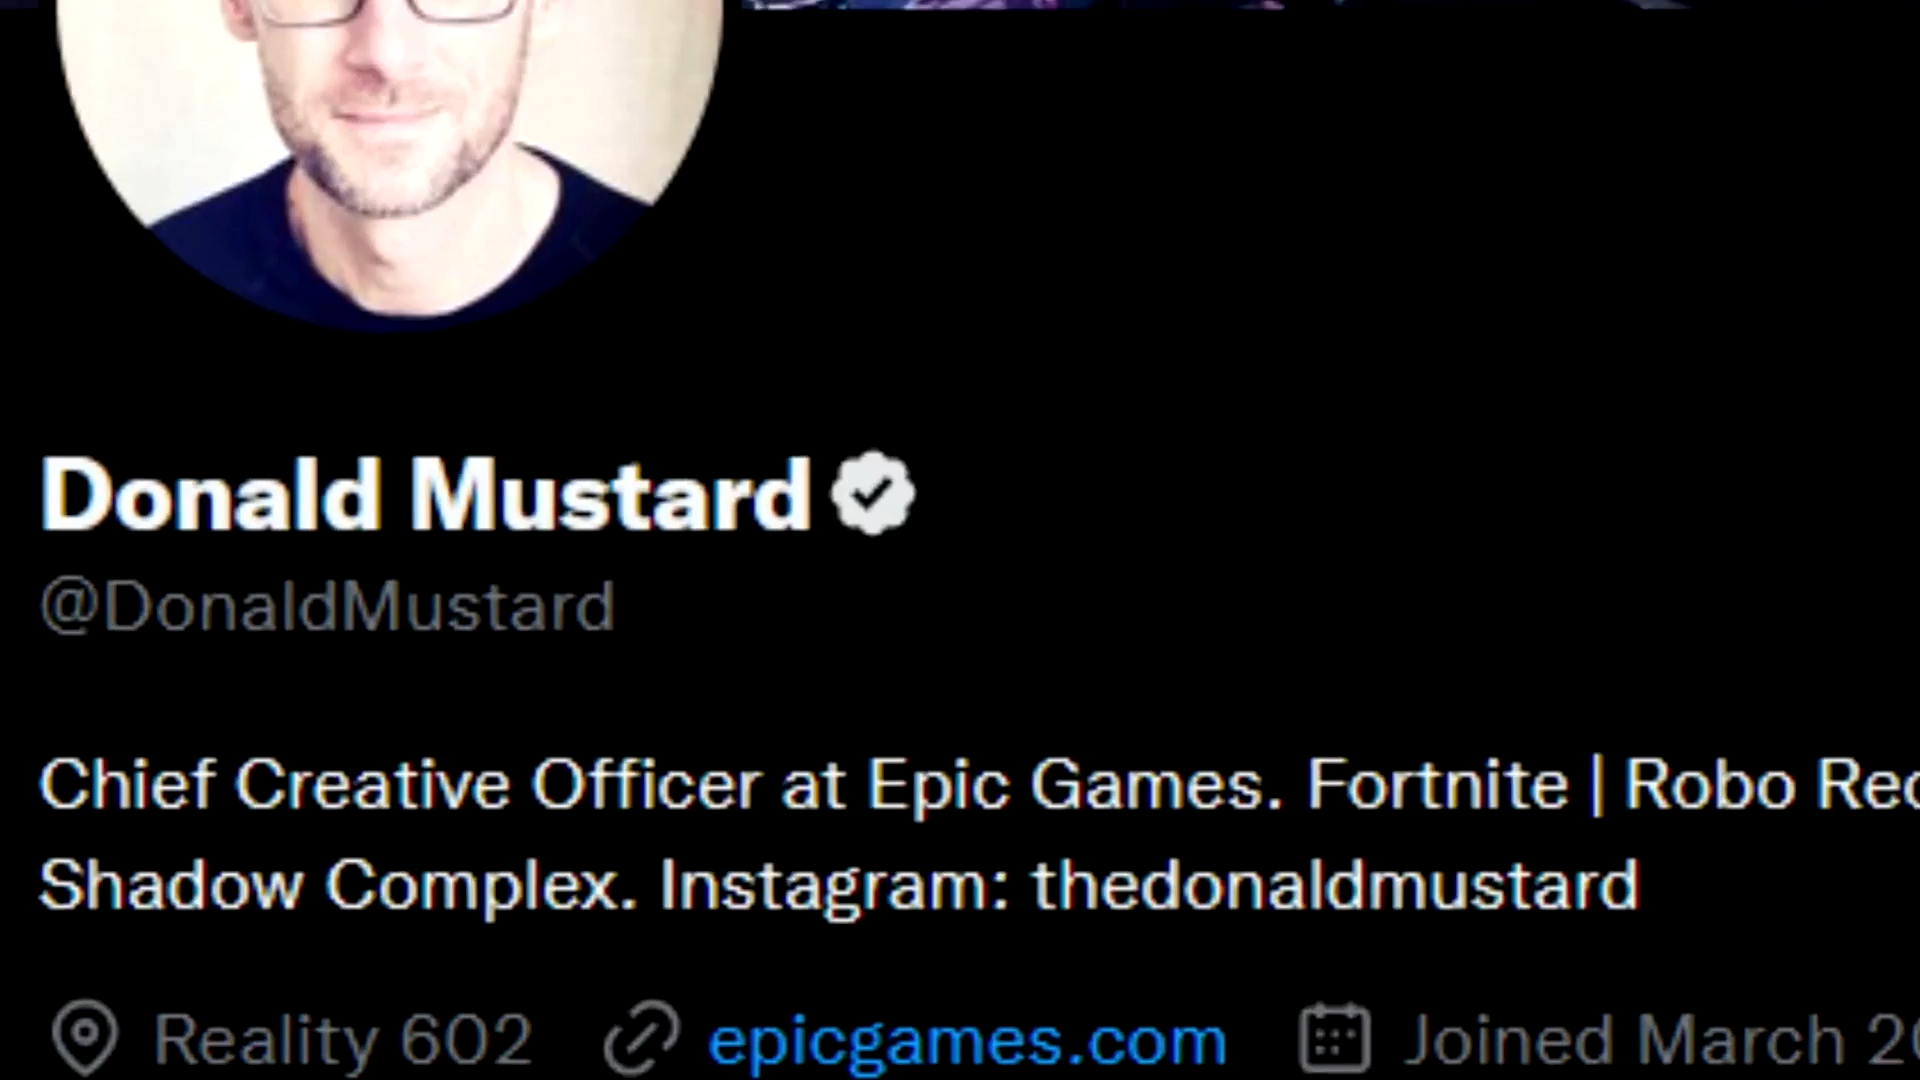 Donald Mustard
@DonaldMustard
Chief Creative Officer at Epic Games. Fortnite | Robo
Shadow Complex. Instagram: thedonaldmustard
Reality 602 epicgames.com Joined March